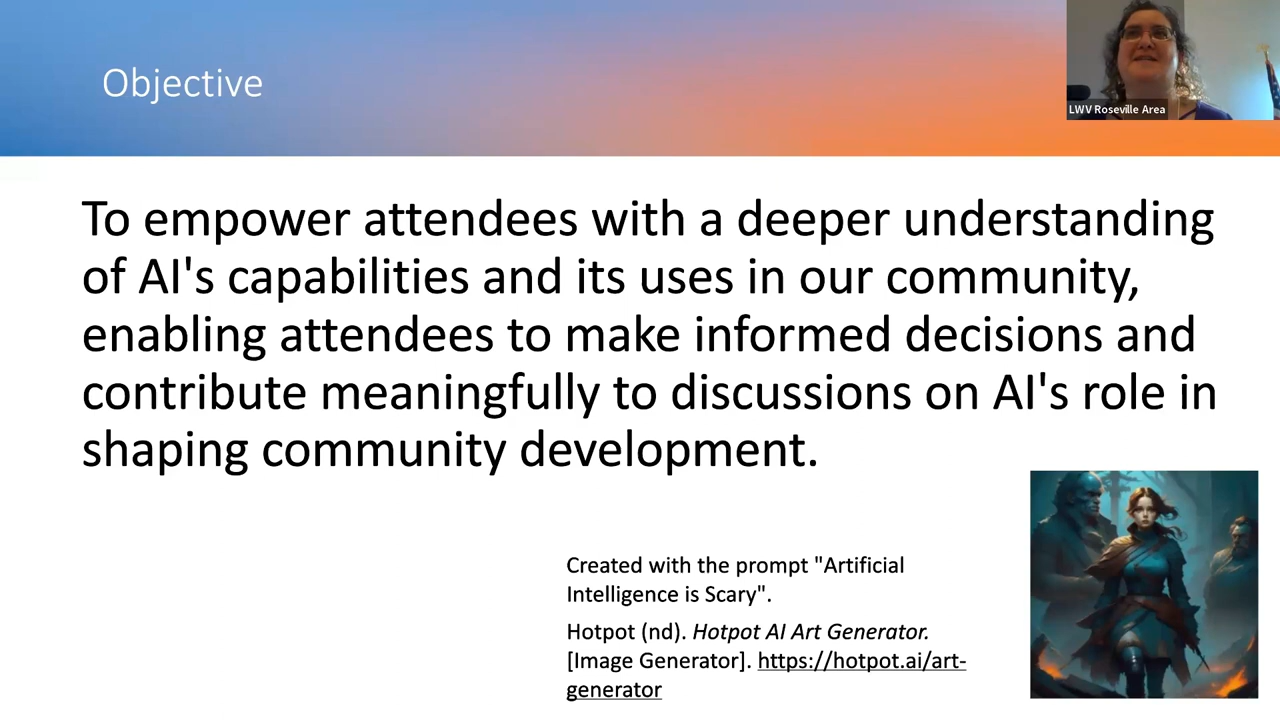 Objective
LWV Roseville Area
To empower attendees with a deeper understanding
of AI's capabilities and its uses in our community,
enabling attendees to make informed decisions and
contribute meaningfully to discussions on AI's role in
shaping community development.
Created with the prompt "Artificial
Intelligence is Scary".
Hotpot (nd). Hotpot AI Art Generator.
[Image Generator]. https://hotpot.ai/art-
generator